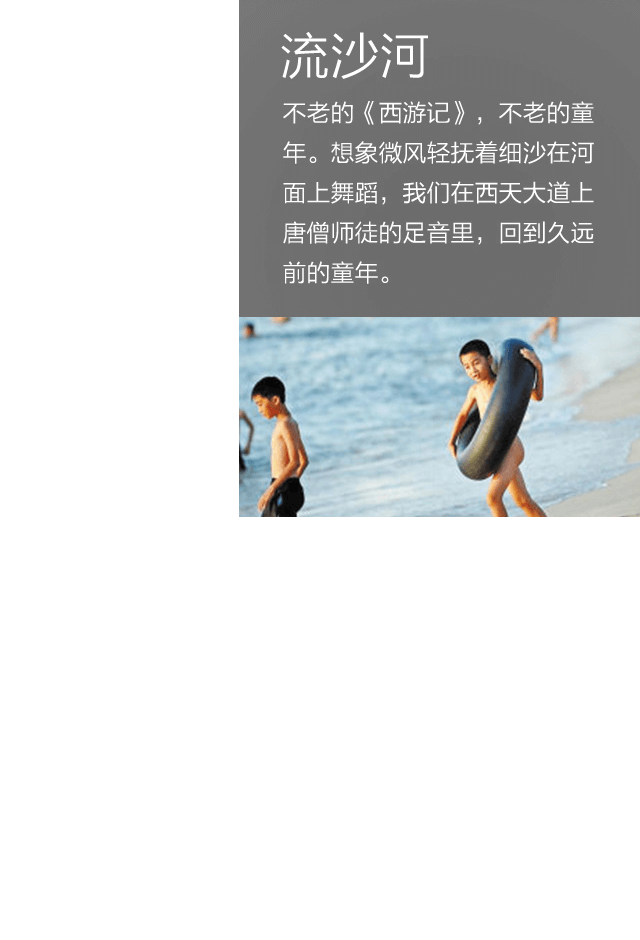 流沙河
不老的《西游记》，不老的童
年。想象微风轻抚着细沙在河
面上舞蹈，我们在西天大道上
唐僧师徒的足音里，回到久远
前的童年。